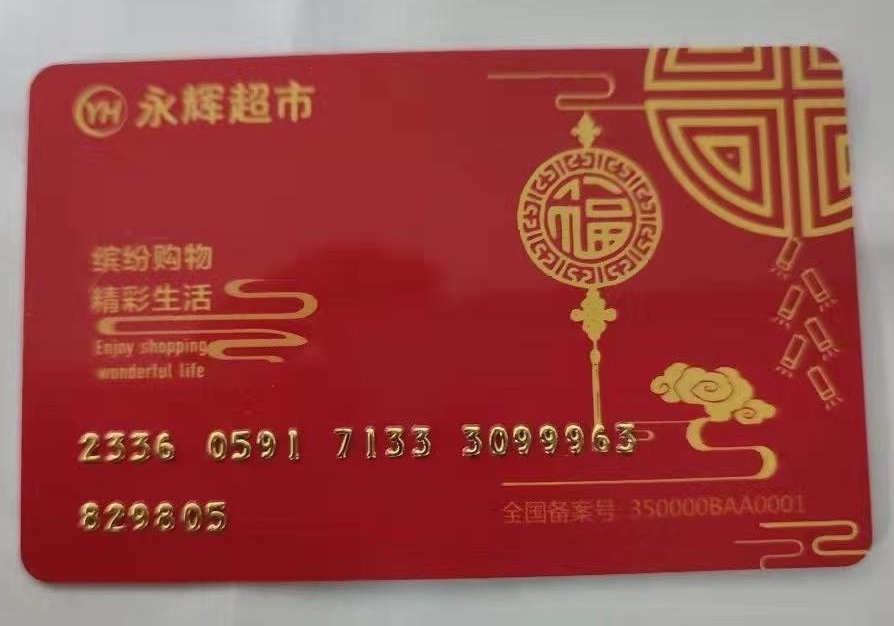 YH 永辉超市
福
缤纷购物
精彩生活
Enjoy shopping
wonderful life
2336 0591 7133 3099963
829805
全国备案号 350000BAA0001